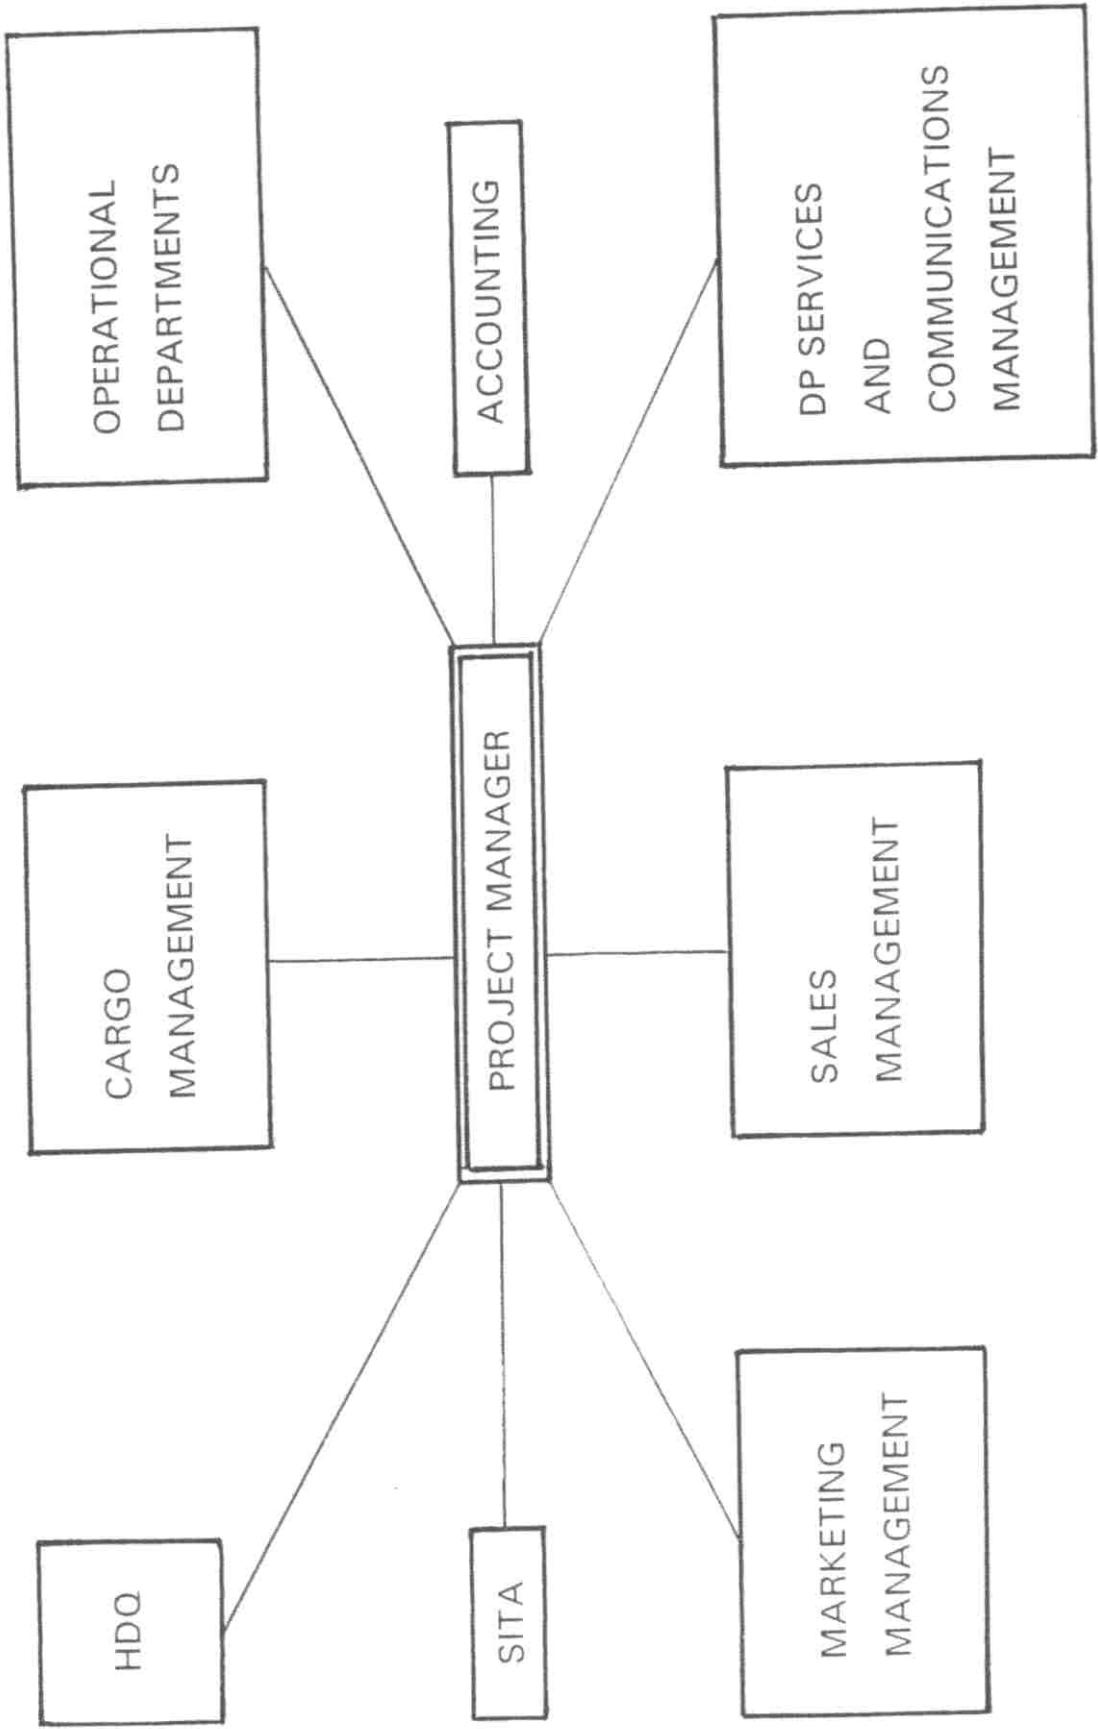 HDQ
CARGO
MANAGEMENT
OPERATIONAL
DEPARTMENTS
SITA
PROJECT MANAGER
ACCOUNTING
MARKETING
MANAGEMENT
SALES
MANAGEMENT
DP SERVICES
AND
COMMUNICATIONS
MANAGEMENT